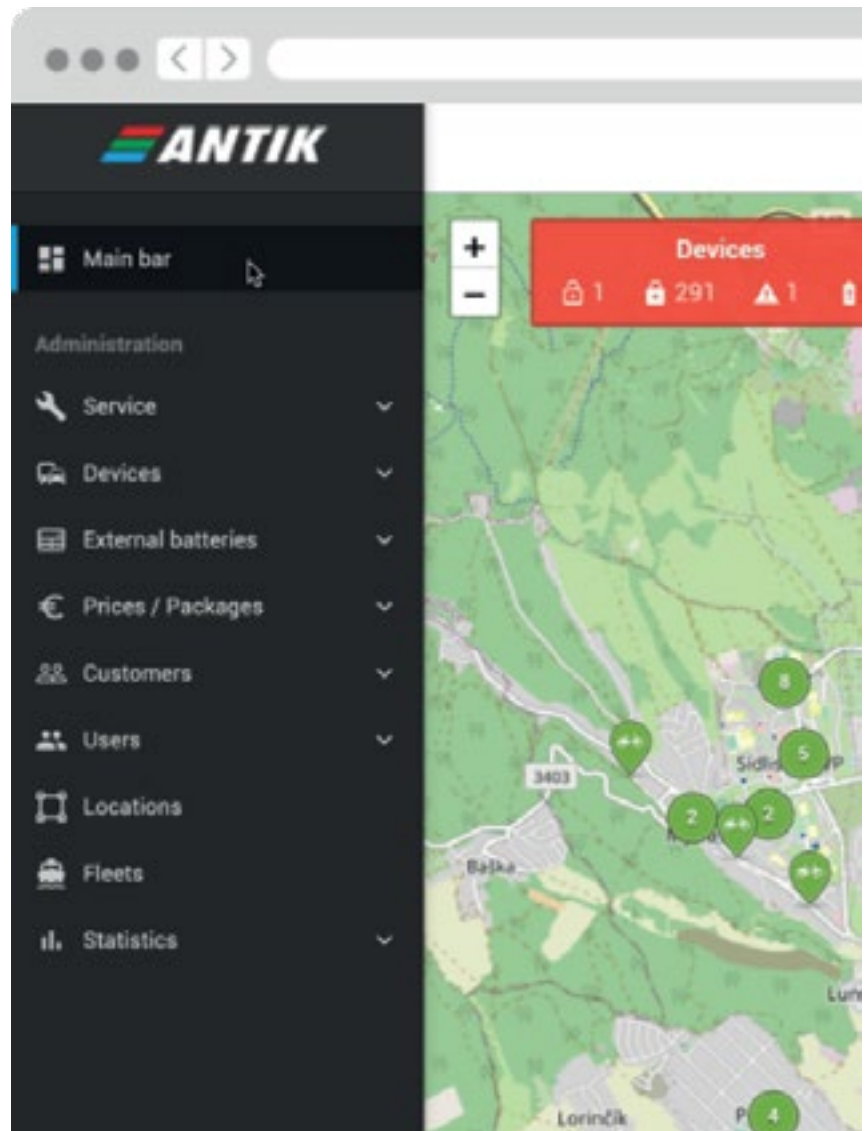 ANTIK
Main bar
Administration
Service
Devices
External batteries
€ Prices / Packages
Customers
Users
Locations
Fleets
Statistics
+
−
Devices
1 291 1
8
5
3403
2
2
Baška
Lorinčík
4